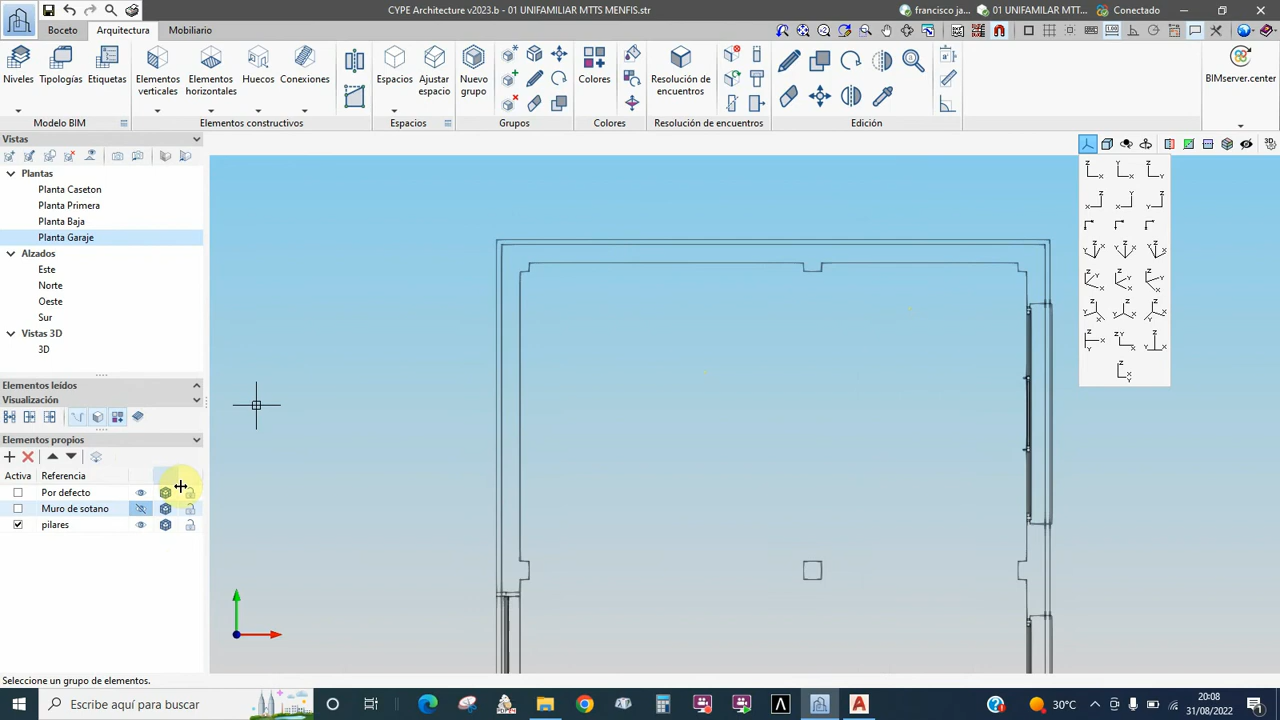 CYPE Architecture v2023.b - 01 UNIFAMILIAR MTTS MENFIS.str
francisco ja...
01 UNIFAMILAR MTT...
Conectado
Boceto
Arquitectura
Mobiliario
Niveles
Tipologías
Etiquetas
Elementos verticales
Elementos horizontales
Huecos
Conexiones
Espacios
Ajustar espacio
Nuevo grupo
Colores
Resolución de encuentros
BIMserver.center
Modelo BIM
Elementos constructivos
Espacios
Grupos
Colores
Resolución de encuentros
Edición
Vistas
Plantas
Planta Caseton
Planta Primera
Planta Baja
Planta Garaje
Alzados
Este
Norte
Oeste
Sur
Vistas 3D
3D
Elementos leídos
Visualización
Elementos propios
Activa
Referencia
Por defecto
Muro de sotano
pilares
Seleccione un grupo de elementos.
Escribe aquí para buscar
30°C
20:08
31/08/2022